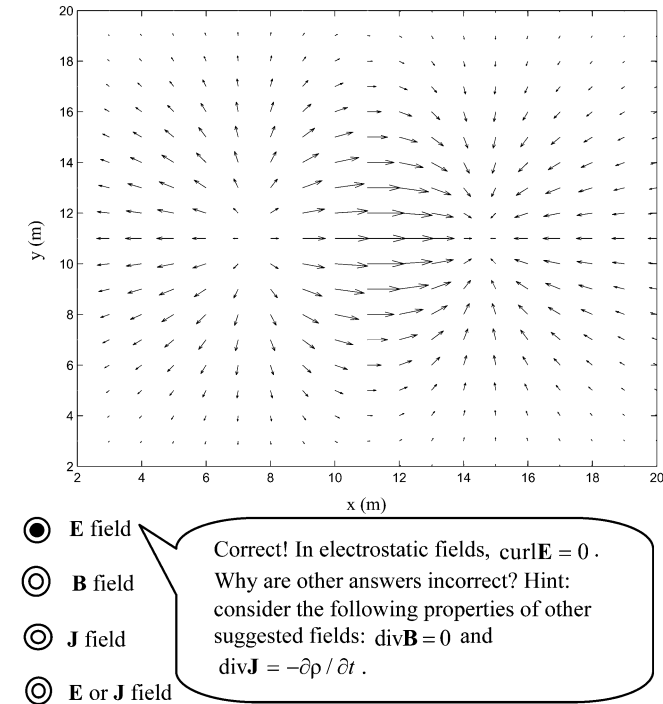 20
18
16
14
12
10
8
6
4
2
y (m)
2 4 6 8 10 12 14 16 18 20
x (m)
E field
B field
J field
E or J field
Correct! In electrostatic fields, curlE = 0 .
Why are other answers incorrect? Hint:
consider the following properties of other
suggested fields: divB = 0 and
divJ = −∂ρ / ∂t .